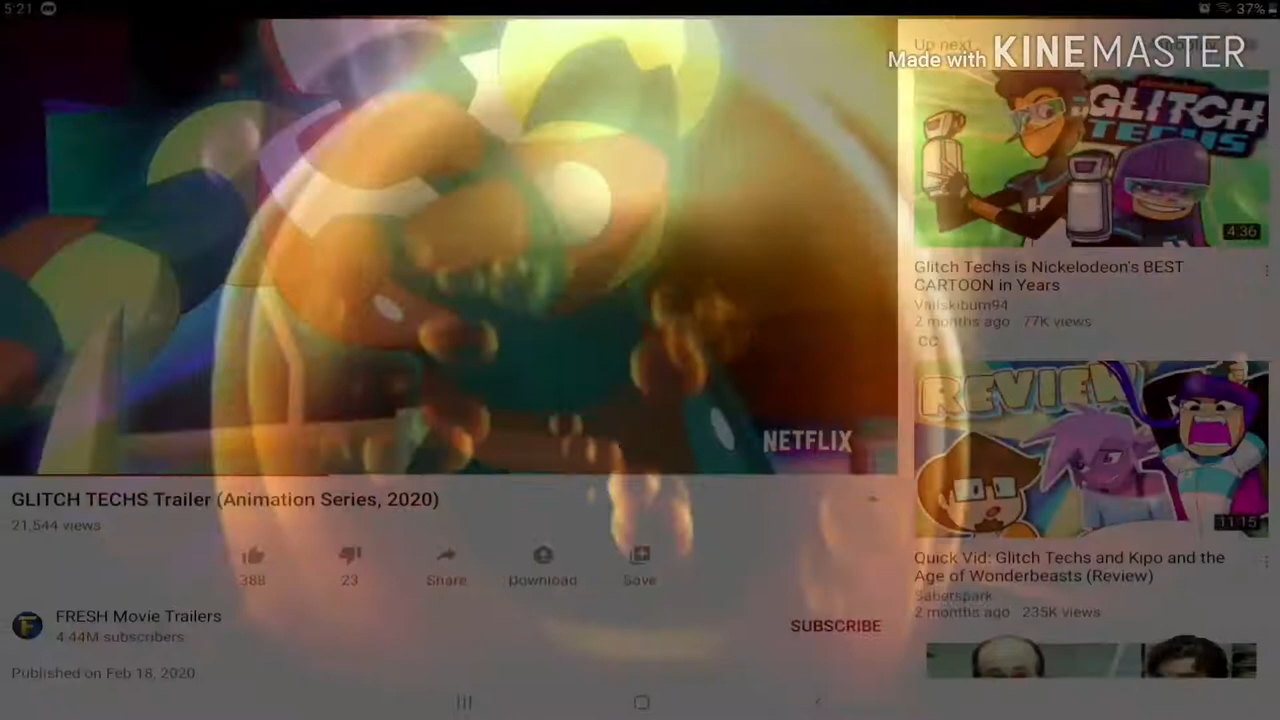 5:21
37%
Made with KINEMASTER
Up next
GLITCH
TECHS
4:36
Glitch Techs is Nickelodeon's BEST
CARTOON in Years
Vailskibum94
2 months ago 77K views
CC
NETFLIX
REVIEW
11:15
GLITCH TECHS Trailer (Animation Series, 2020)
21,544 views
388
23
Share
Download
Save
Quick Vid: Glitch Techs and Kipo and the
Age of Wonderbeasts (Review)
Saberspark
2 months ago 235K views
FRESH Movie Trailers
4.44M subscribers
SUBSCRIBE
Published on Feb 18, 2020